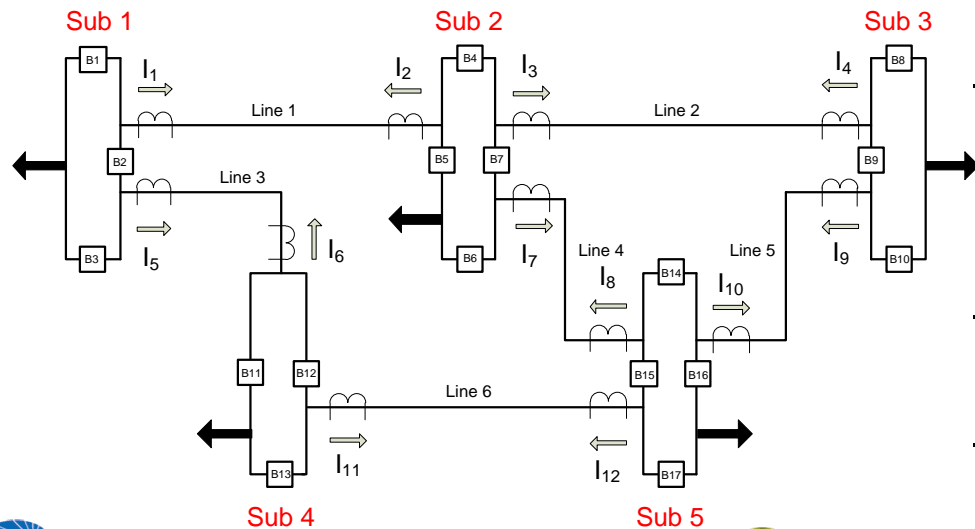 Sub 1
Sub 2
Sub 3
B1
B4
B8
I1
I2
I3
I4
Line 1
Line 2
B2
B5
B7
B9
Line 3
B3
I5
I6
B6
I7
Line 4
Line 5
I9
B10
I8
B14
I10
B11
B12
B15
B16
Line 6
B13
I11
I12
B17
Sub 4
Sub 5